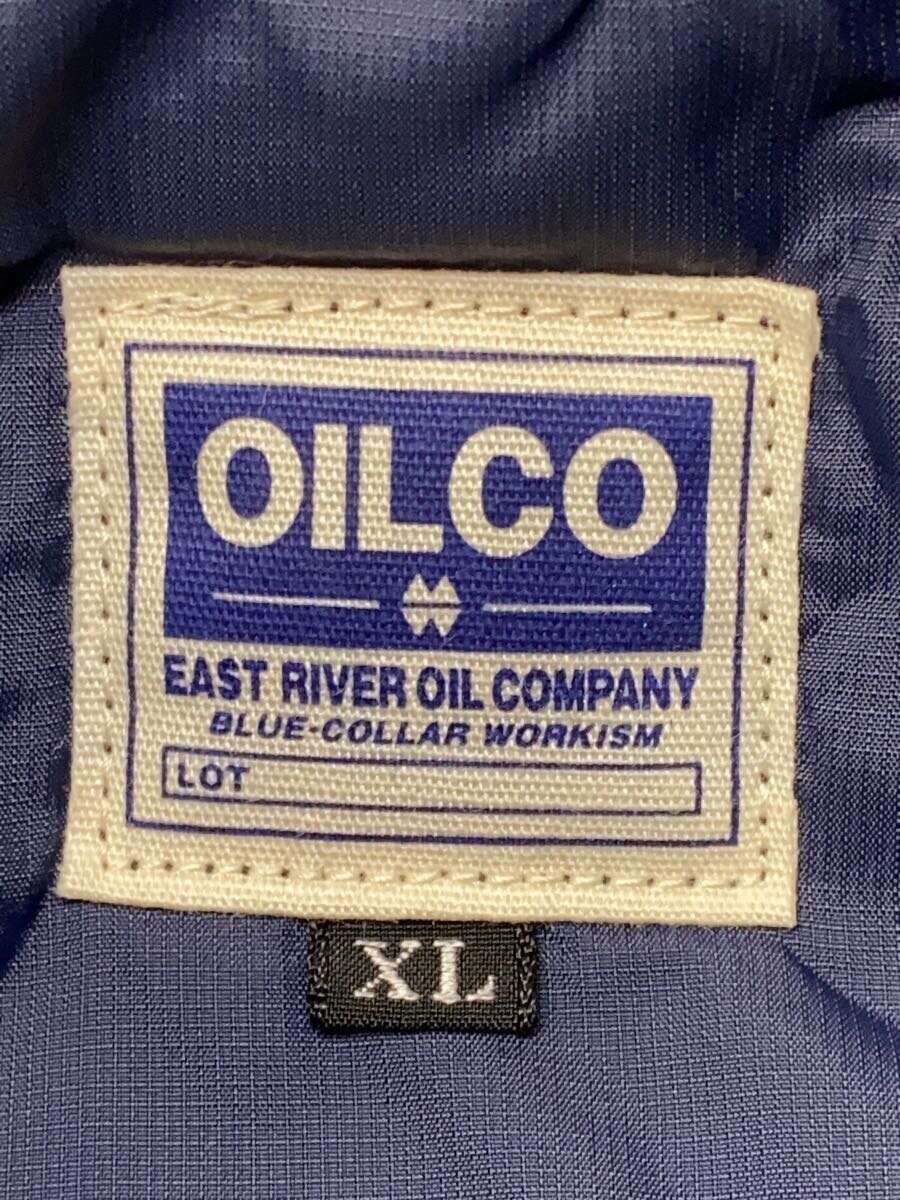 OILCO
EAST RIVER OIL COMPANY
BLUE-COLLAR WORKISM
LOT
XL